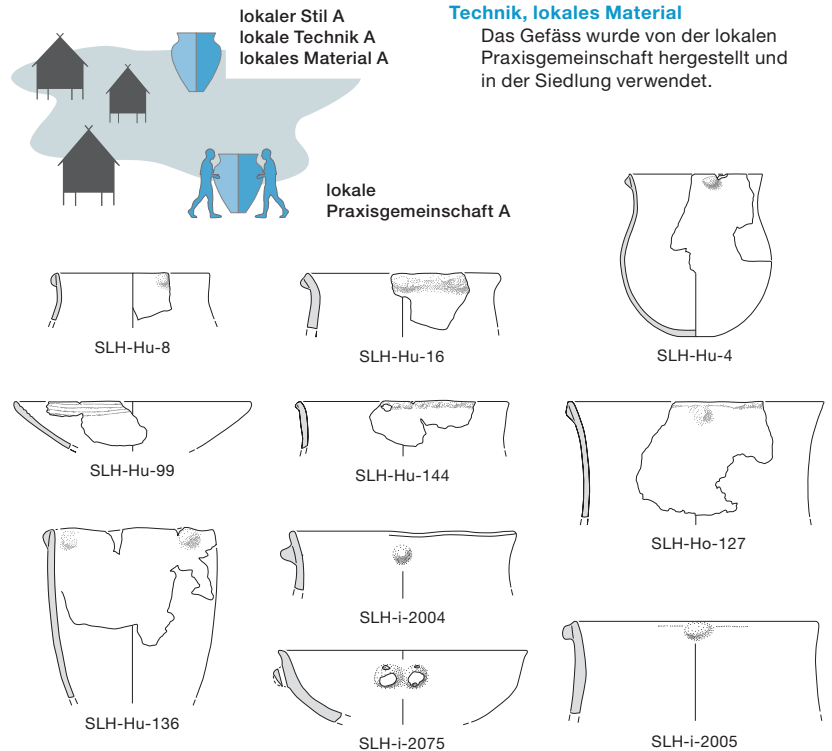 lokaler Stil A
lokale Technik A
lokales Material A
Technik, lokales Material
Das Gefäss wurde von der lokalen
Praxisgemeinschaft hergestellt und
in der Siedlung verwendet.
lokale
Praxisgemeinschaft A
SLH-Hu-8
SLH-Hu-16
SLH-Hu-4
SLH-Hu-99
SLH-Hu-144
SLH-Ho-127
SLH-Hu-136
SLH-i-2004
SLH-i-2075
SLH-i-2005